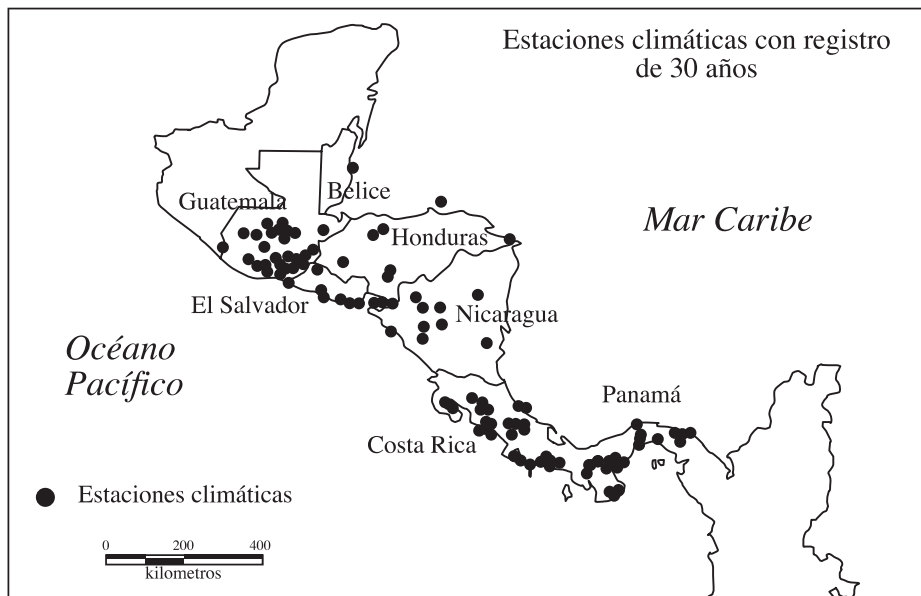 Estaciones climáticas con registro
de 30 años
Bélice
Guatemala
Mar Caribe
Honduras
El Salvador
Nicaragua
Océano
Pacífico
Panamá
Costa Rica
Estaciones climáticas
0 200 400
kilometros